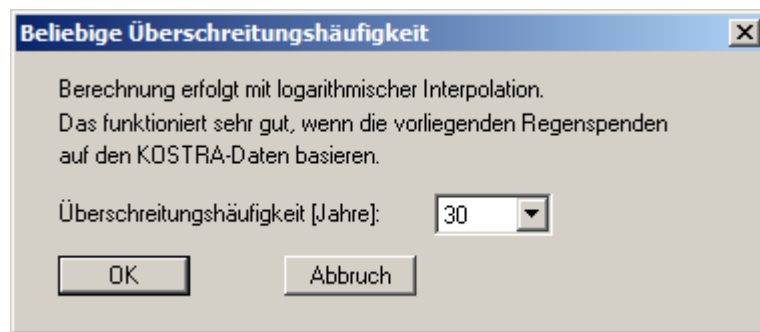 Beliebige Überschreitungshäufigkeit
Berechnung erfolgt mit logarithmischer Interpolation.
Das funktioniert sehr gut, wenn die vorliegenden Regenspenden
auf den KOSTRA-Daten basieren.
Überschreitungshäufigkeit [Jahre]: 30
OK Abbruch